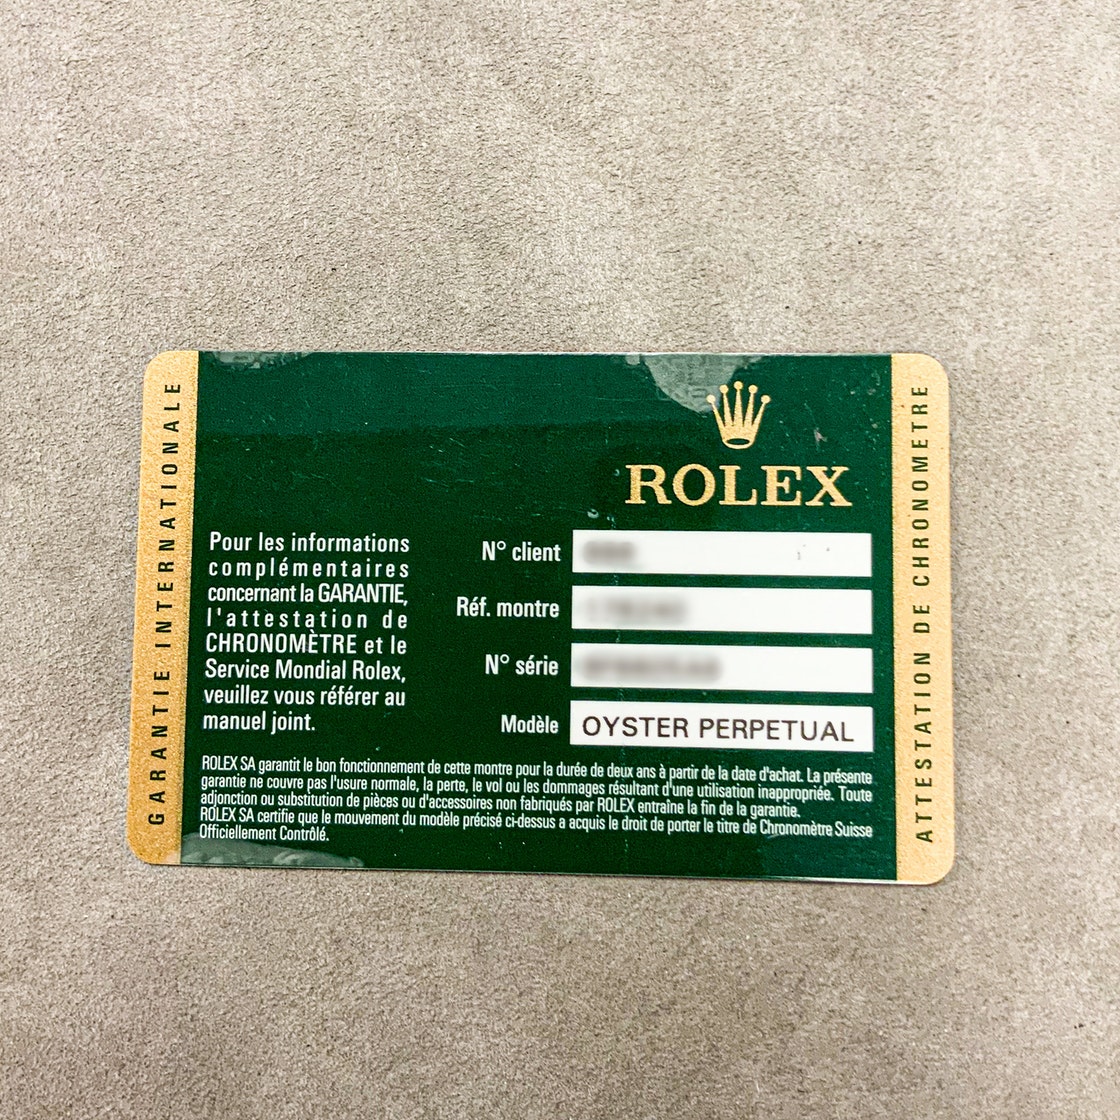 GARANTIE INTERNATIONALE
ROLEX
Pour les informations
complémentaires
concernant la GARANTIE,
l'attestation de
CHRONOMÈTRE et le
Service Mondial Rolex,
veuillez vous référer au
manuel joint.
N° client
Réf. montre
N° série
Modèle OYSTER PERPETUAL
ROLEX SA garantit le bon fonctionnement de cette montre pour la durée de deux ans à partir de la date d'achat. La présente
garantie ne couvre pas l'usure normale, la perte, le vol ou les dommages résultant d'une utilisation inappropriée. Toute
adjonction ou substitution de pièces ou d'accessoires non fabriqués par ROLEX entraîne la fin de la garantie.
ROLEX SA certifie que le mouvement du modèle précisé ci-dessus a acquis le droit de porter le titre de Chronomètre Suisse
Officiellement Contrôlé.
ATTESTATION DE CHRONOMETRE